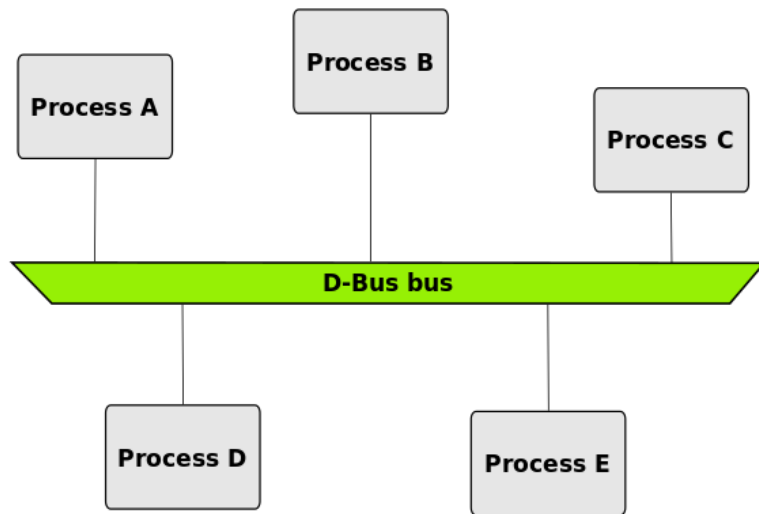 Process A
Process B
Process C
D-Bus bus
Process D
Process E